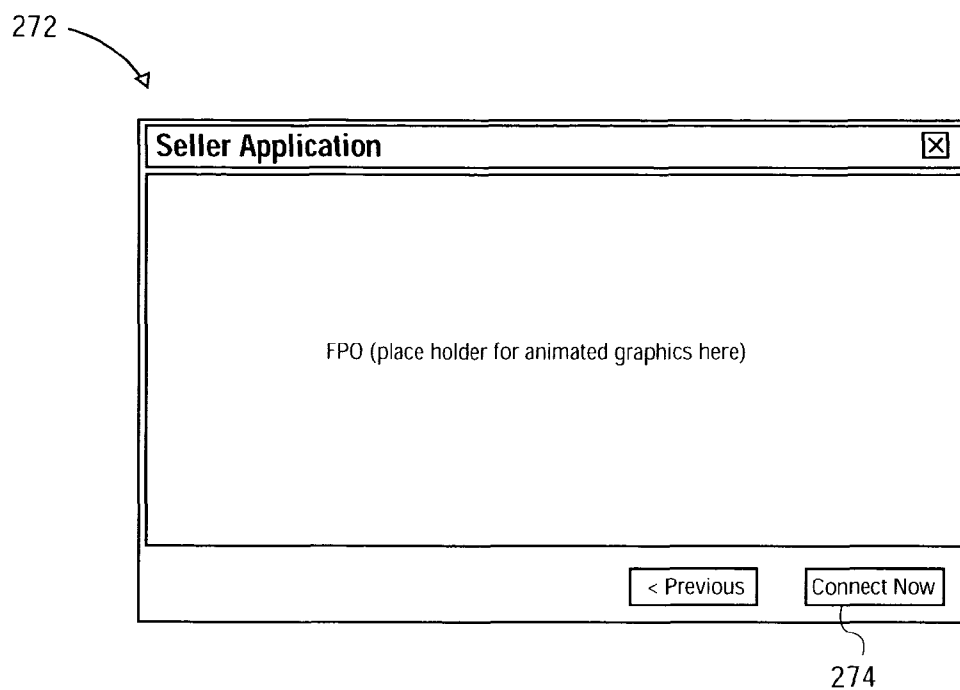 272
Seller Application
FPO (place holder for animated graphics here)
< Previous
Connect Now
274